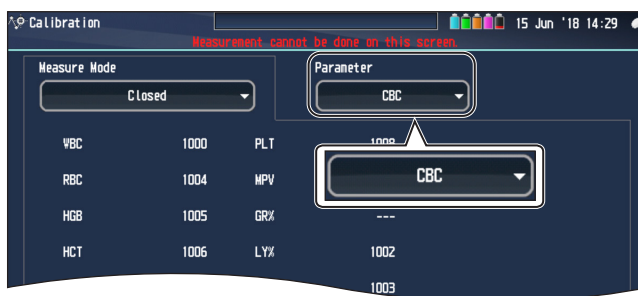 Calibration 15 Jun '18 14:29
Measurement cannot be done on this screen.
Measure Mode Parameter
Closed CBC
WBC 1000 PLT 1008
CBC
RBC 1004 MPV
HGB 1005 GR% ---
HCT 1006 LY% 1002
1003